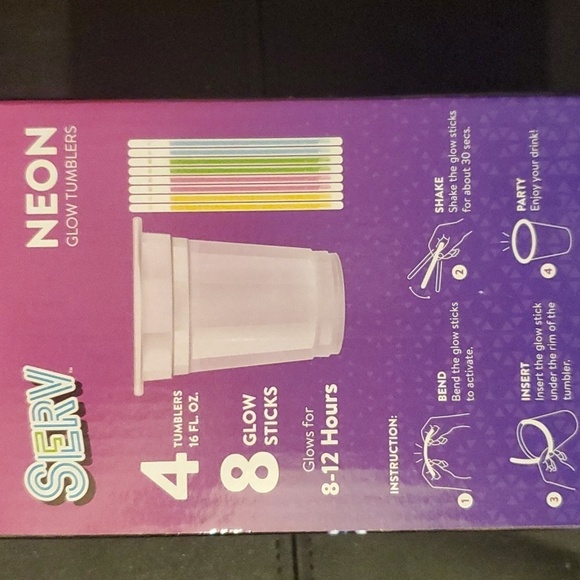 SERV™
NEON
GLOW TUMBLERS
4 TUMBLERS
16 FL. OZ.
8 GLOW
STICKS
Glows for
8-12 Hours
INSTRUCTION:
1
BEND
Bend the glow sticks
to activate.
2
SHAKE
Shake the glow sticks
for about 30 secs.
3
INSERT
Insert the glow stick
under the rim of the
tumbler.
4
PARTY
Enjoy your drink!